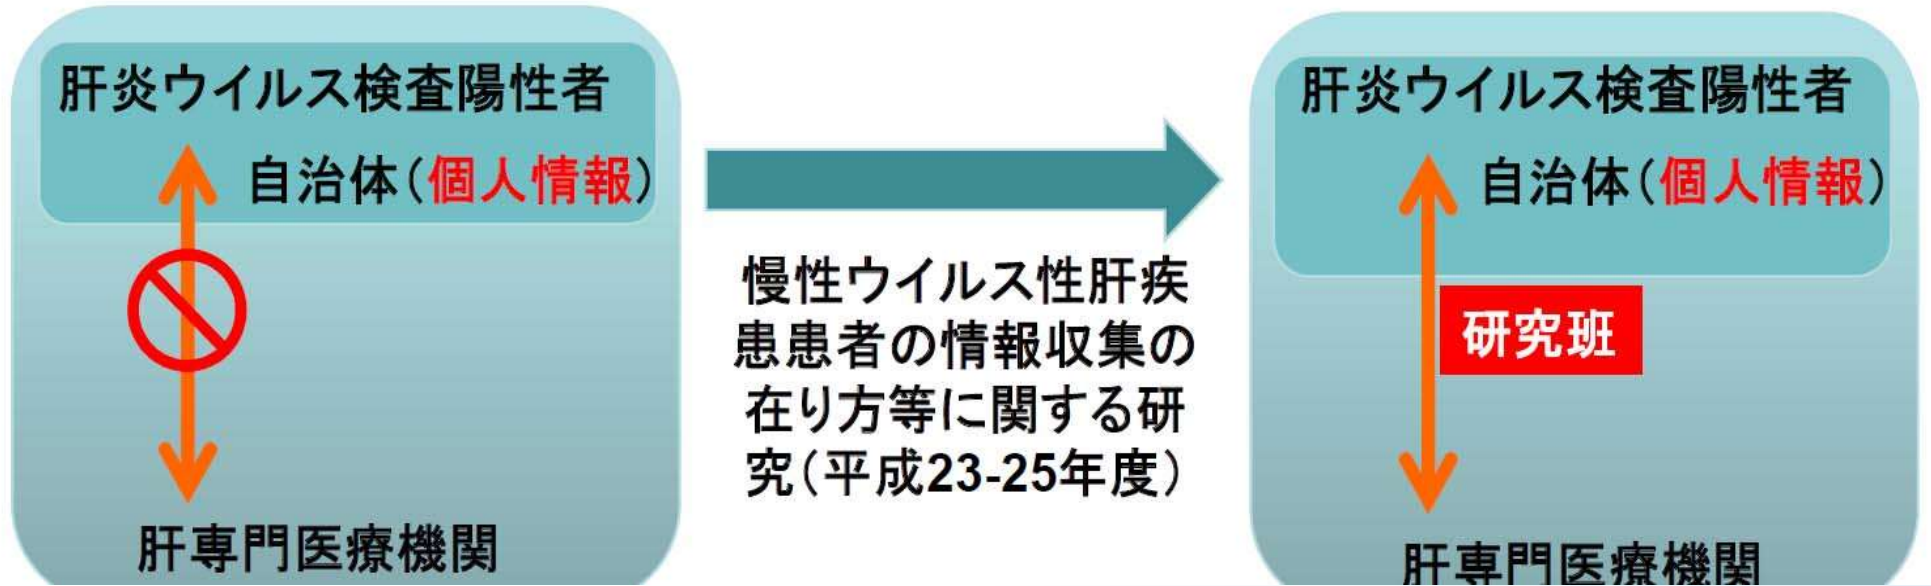 肝炎ウイルス検査陽性者
自治体(個人情報)
肝専門医療機関
慢性ウイルス性肝疾
患患者の情報収集の
在り方等に関する研
究(平成23-25年度)
肝炎ウイルス検査陽性者
自治体(個人情報)
研究班
肝専門医療機関